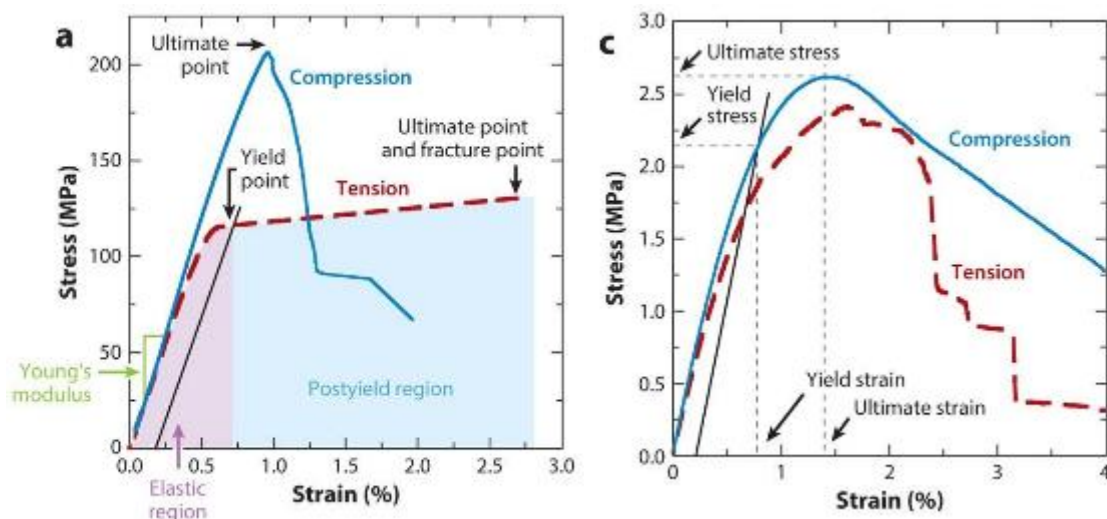 a
Ultimate
point
Compression
Ultimate point
and fracture point
Yield
point
Tension
Young's
modulus
Postyield region
Elastic
region
Stress (MPa)
200
150
100
50
0
0.0 0.5 1.0 1.5 2.0 2.5 3.0
Strain (%)
c
Ultimate stress
Yield
stress
Compression
Tension
Yield strain
Ultimate strain
Stress (MPa)
3.0
2.5
2.0
1.5
1.0
0.5
0.0
0 1 2 3 4
Strain (%)